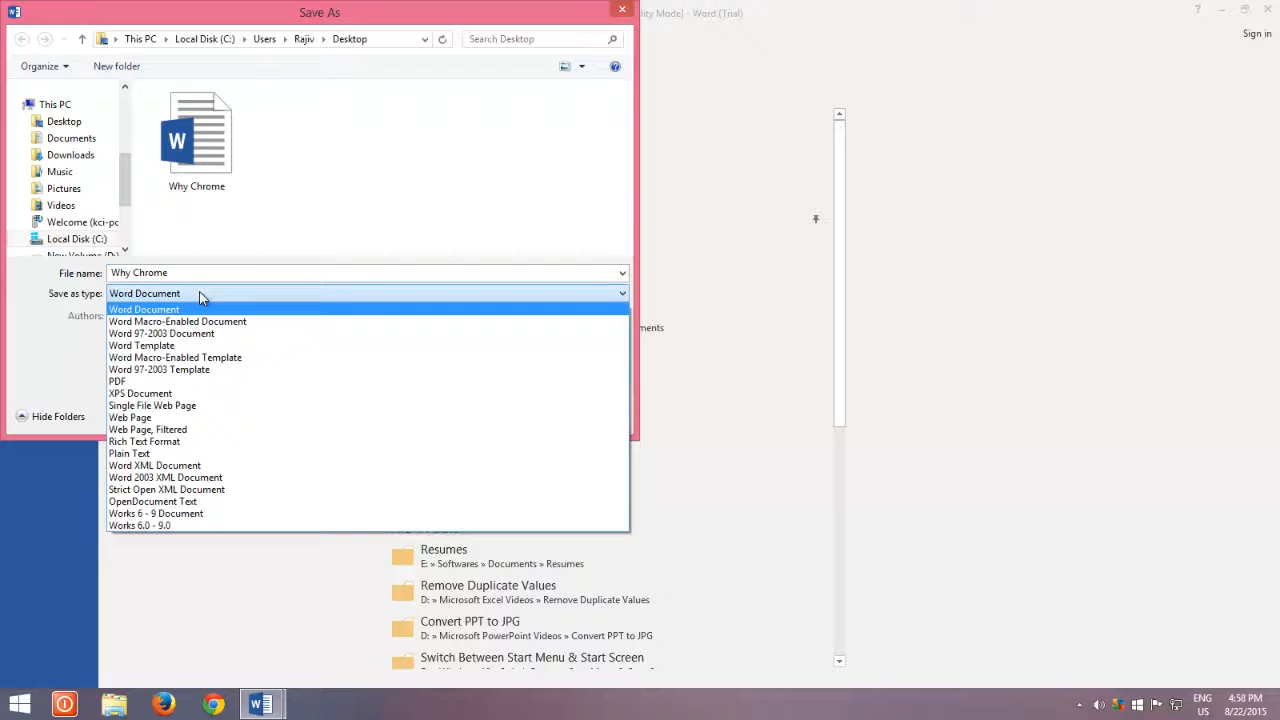 Save As
lity Mode) - Word (Trial)
?
Sign in
This PC
Local Disk (C:)
Users
Rajiv
Desktop
Search Desktop
Organize
New folder
This PC
Desktop
Documents
Downloads
Music
Pictures
Videos
Welcome (kci-pc
Local Disk (C:)
New Volume (D:)
W
Why Chrome
File name: Why Chrome
Save as type: Word Document
Authors:
Word Document
Word Macro-Enabled Document
Word 97-2003 Document
Word Template
Word Macro-Enabled Template
Word 97-2003 Template
PDF
XPS Document
Single File Web Page
Web Page
Web Page, Filtered
Rich Text Format
Plain Text
Word XML Document
Word 2003 XML Document
Strict Open XML Document
OpenDocument Text
Works 6 - 9 Document
Works 6.0 - 9.0
Hide Folders
ments
Resumes
E: » Softwares » Documents » Resumes
Remove Duplicate Values
D: » Microsoft Excel Videos » Remove Duplicate Values
Convert PPT to JPG
D: » Microsoft PowerPoint Videos » Convert PPT to JPG
Switch Between Start Menu & Start Screen
ENG
US
4:58 PM
8/22/2015